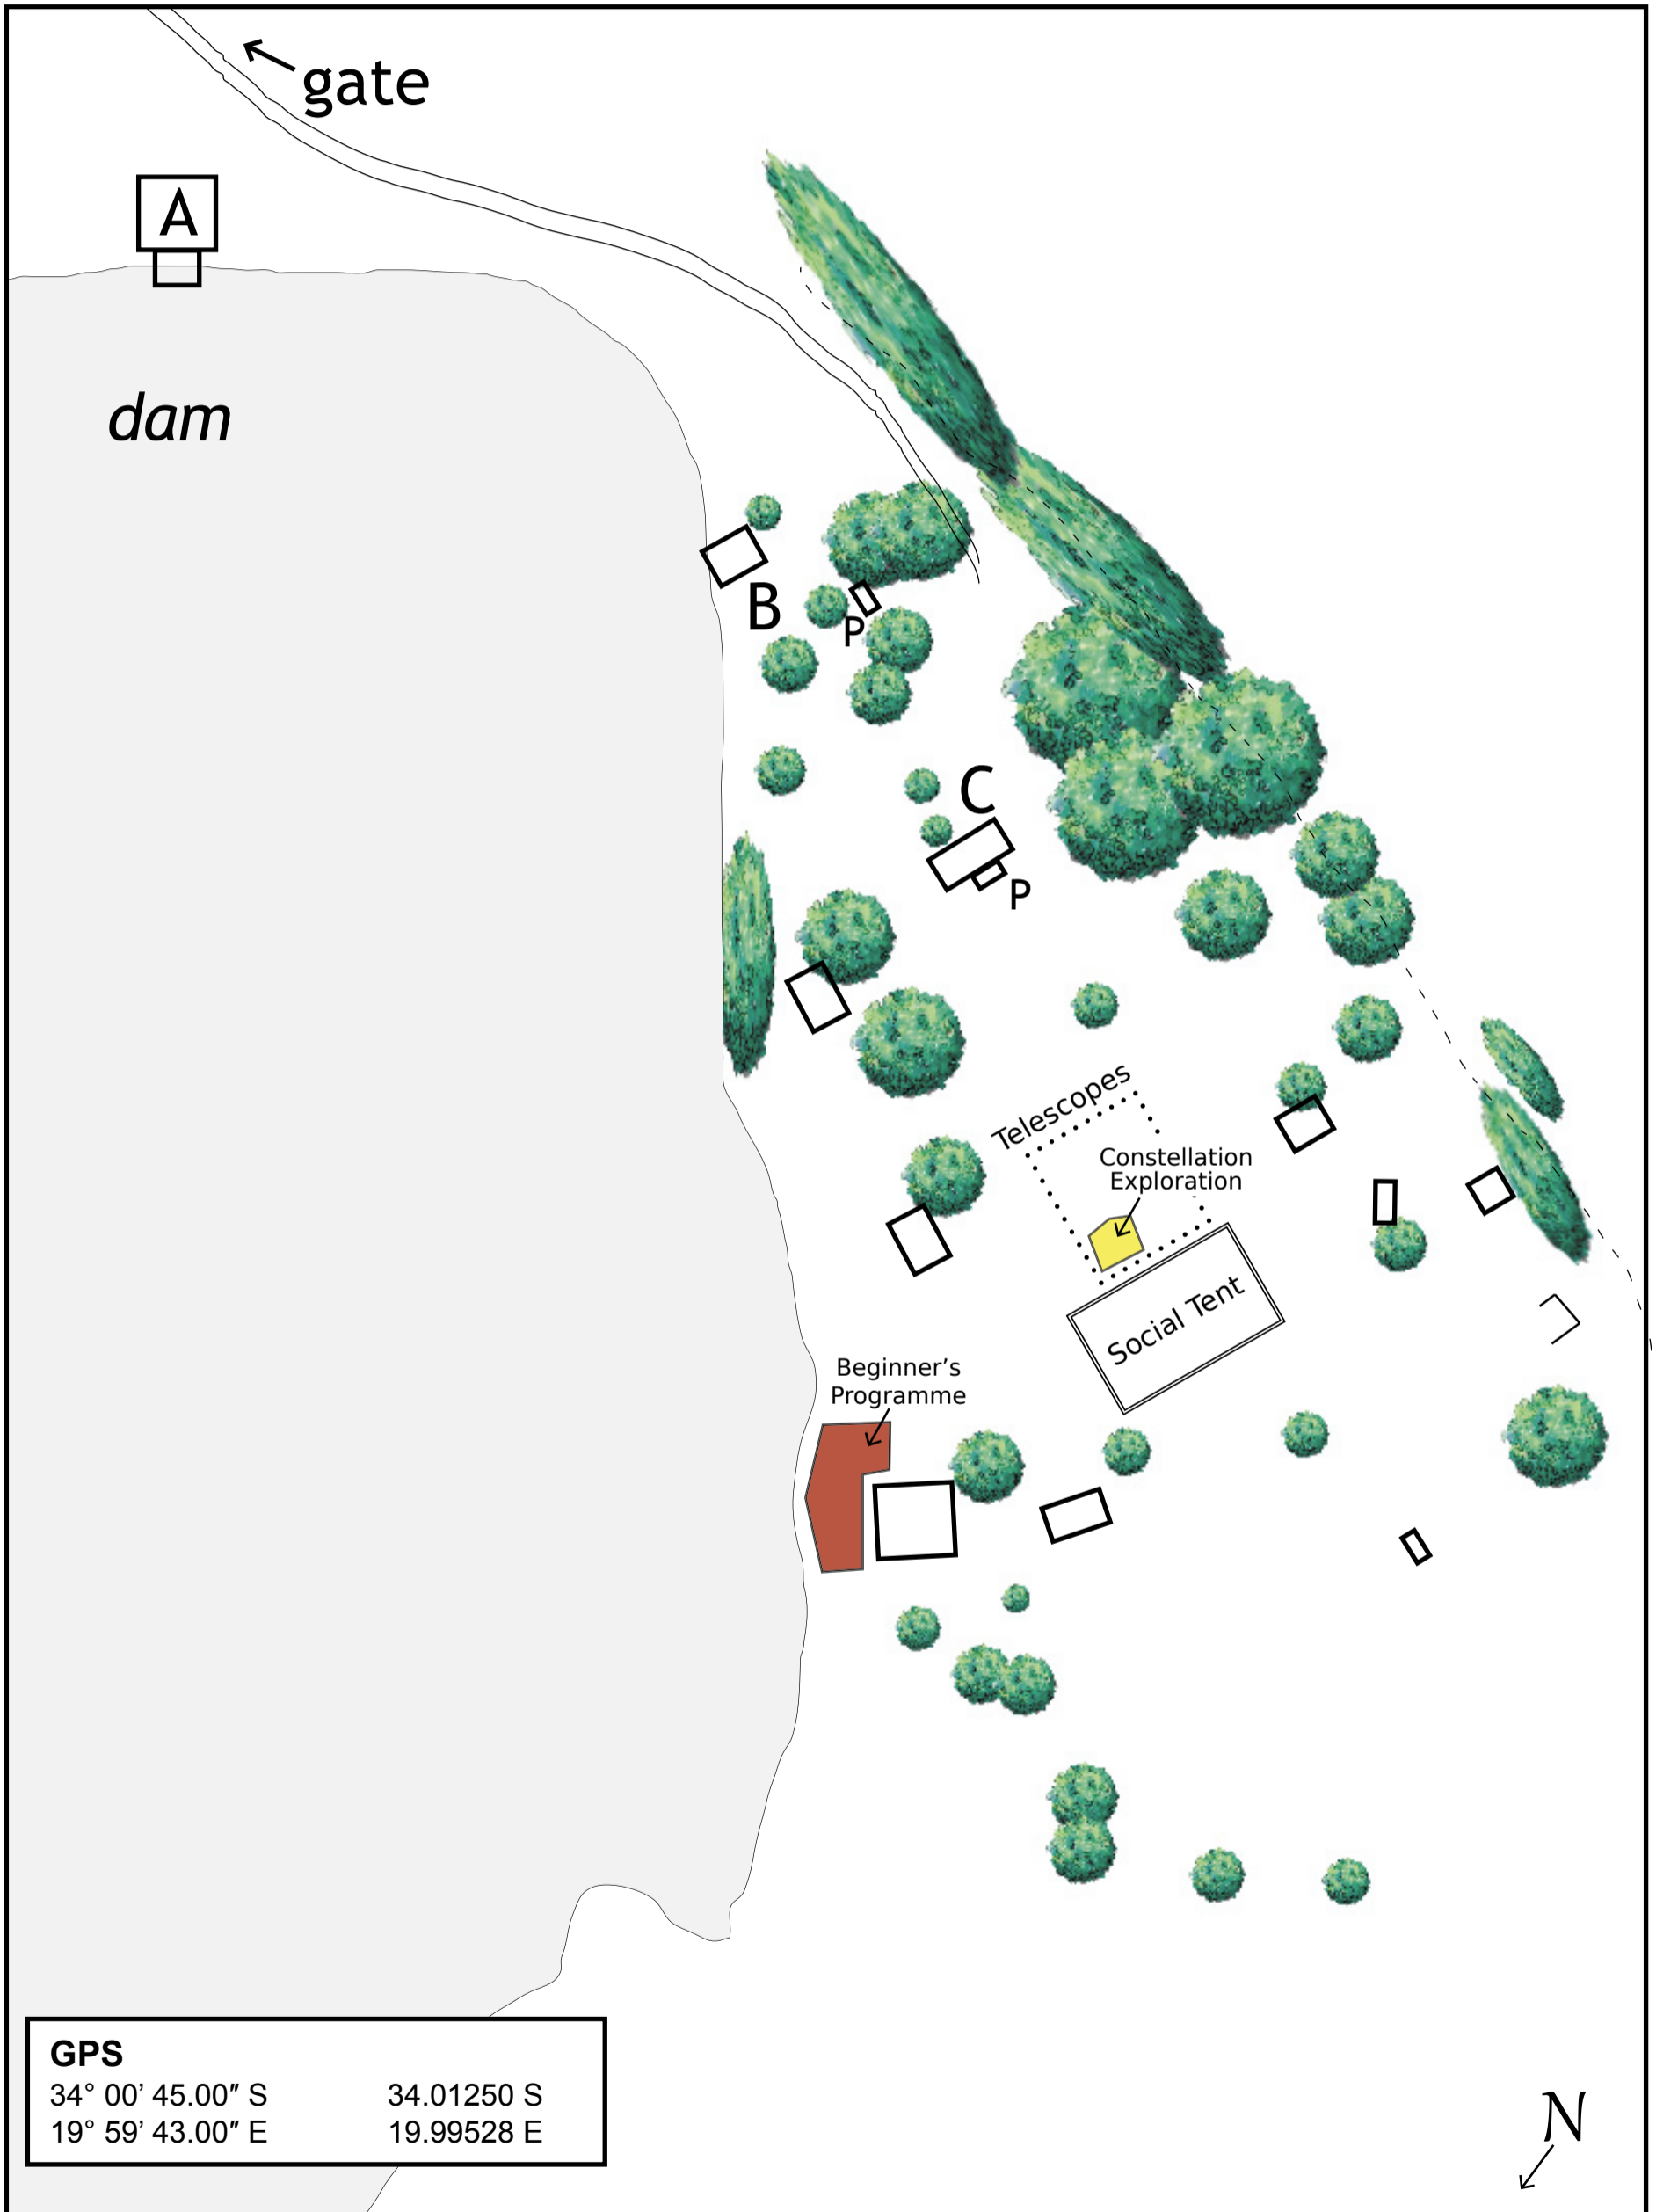 gate
A
dam
B
P
C
P
Telescopes
Constellation
Exploration
Social Tent
Beginner’s
Programme
GPS
34° 00’ 45.00″ S 34.01250 S
19° 59’ 43.00″ E 19.99528 E
N